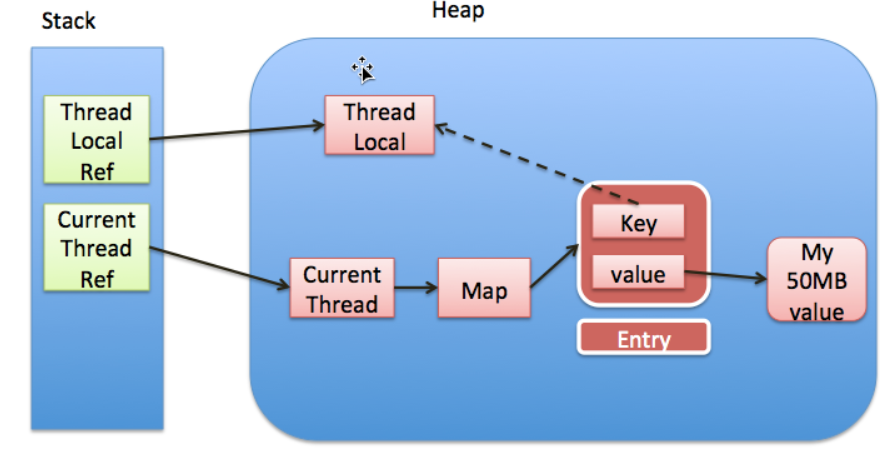 Stack
Heap
Thread
Local
Ref
Thread
Local
Current
Thread
Ref
Key
value
Current
Thread
Map
My
50MB
value
Entry